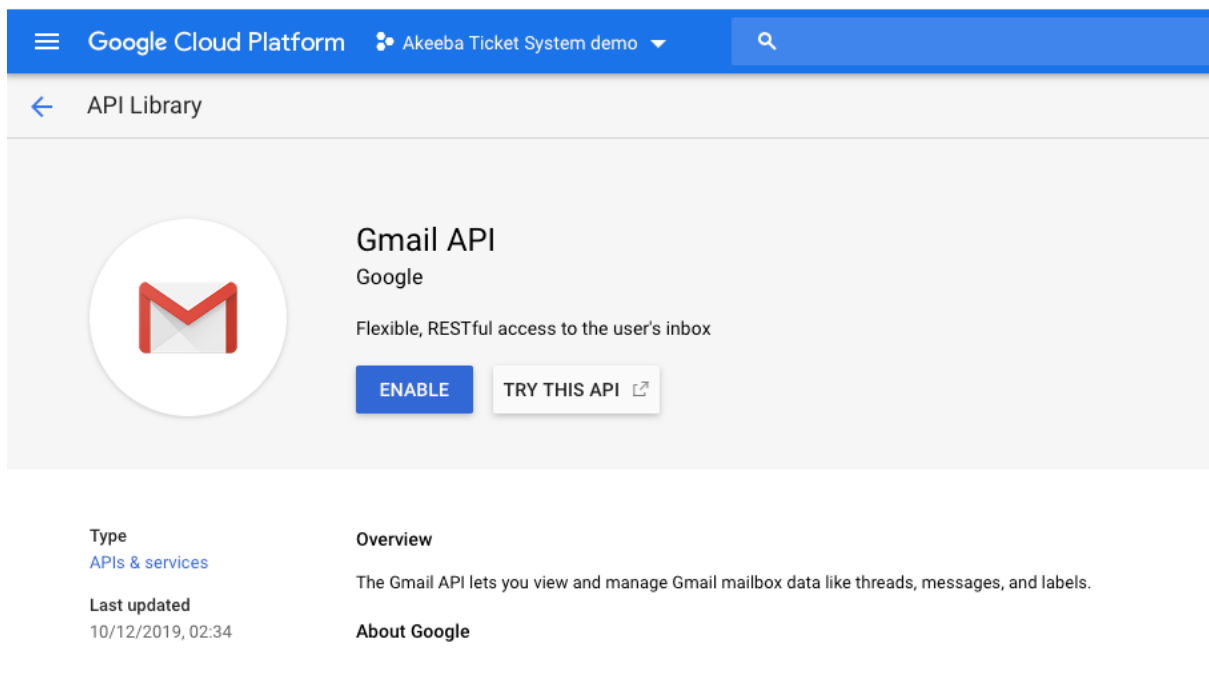 Google Cloud Platform
Akeeba Ticket System demo
API Library
Gmail API
Google
Flexible, RESTful access to the user's inbox
ENABLE
TRY THIS API
Type
APIs & services
Last updated
10/12/2019, 02:34
Overview
The Gmail API lets you view and manage Gmail mailbox data like threads, messages, and labels.
About Google